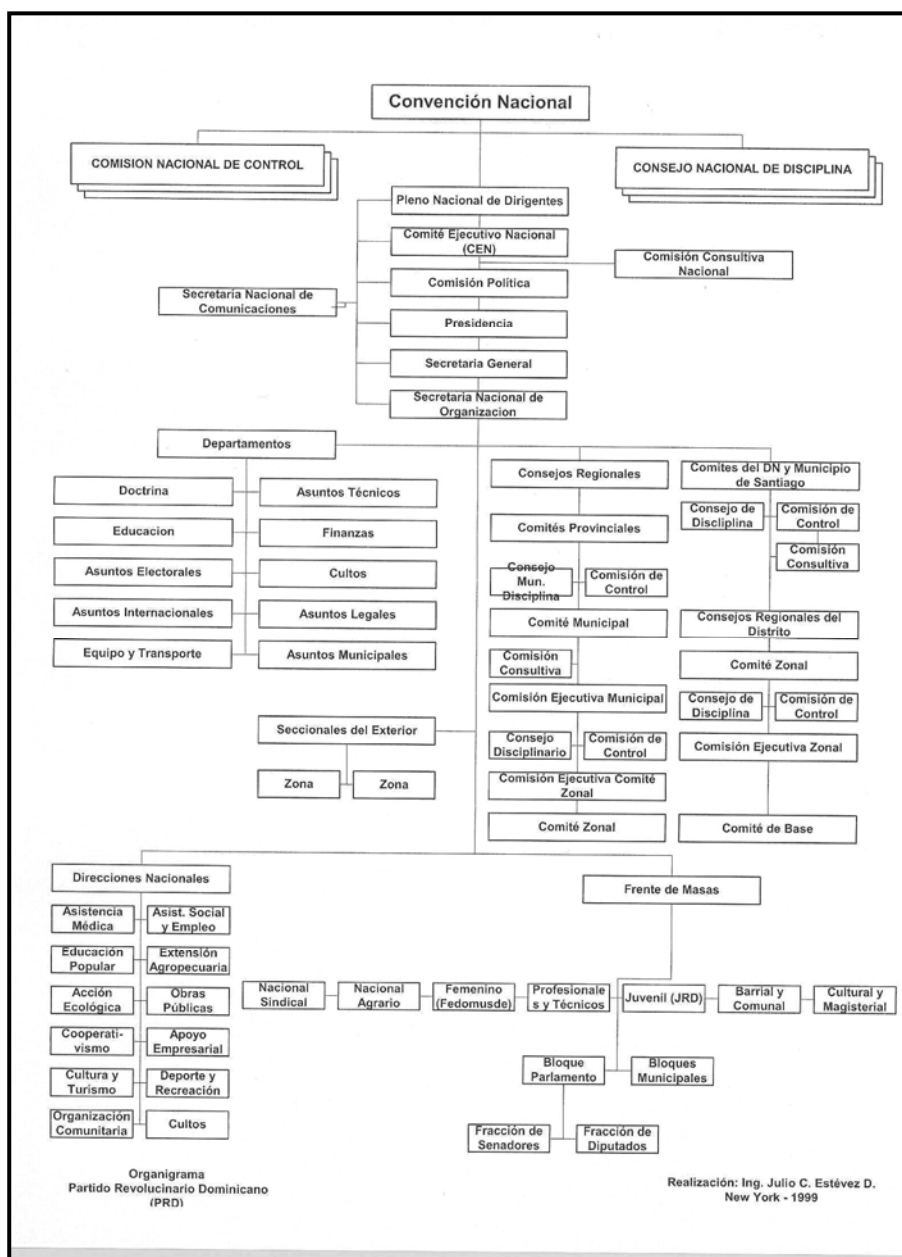 Convención Nacional
COMISION NACIONAL DE CONTROL
CONSEJO NACIONAL DE DISCIPLINA
Pleno Nacional de Dirigentes
Comité Ejecutivo Nacional
(CEN)
Comisión Consultiva
Nacional
Comisión Política
Secretaria Nacional de
Comunicaciones
Presidencia
Secretaria General
Secretaria Nacional de
Organizacion
Departamentos
Doctrina
Asuntos Técnicos
Educacion
Finanzas
Asuntos Electorales
Cultos
Asuntos Internacionales
Asuntos Legales
Equipo y Transporte
Asuntos Municipales
Consejos Regionales
Comités Provinciales
Consejo
Mun.
Disciplina
Comisión de
Control
Comité Municipal
Comisión
Consultiva
Comisión Ejecutiva Municipal
Consejo
Disciplinario
Comisión de
Control
Comisión Ejecutiva Comité
Zonal
Comité Zonal
Comites del DN y Municipio
de Santiago
Consejo de
Discliplina
Comisión de
Control
Comisión
Consultiva
Consejos Regionales del
Distrito
Comité Zonal
Consejo de
Disciplina
Comisión de
Control
Comisión Ejecutiva Zonal
Comité de Base
Seccionales del Exterior
Zona
Zona
Direcciones Nacionales
Asistencia
Médica
Asist. Social
y Empleo
Educación
Popular
Extensión
Agropecuaria
Acción
Ecológica
Obras
Públicas
Cooperati-
vismo
Apoyo
Empresarial
Cultura y
Turismo
Deporte y
Recreación
Organización
Comunitaria
Cultos
Frente de Masas
Nacional
Sindical
Nacional
Agrario
Femenino
(Fedomusde)
Profesionale
s y Técnicos
Juvenil (JRD)
Barrial y
Comunal
Cultural y
Magisterial
Bloque
Parlamento
Bloques
Municipales
Fracción de
Senadores
Fracción de
Diputados
Organigrama
Partido Revolucinario Dominicano
(PRD)
Realización: Ing. Julio C. Estévez D.
New York - 1999